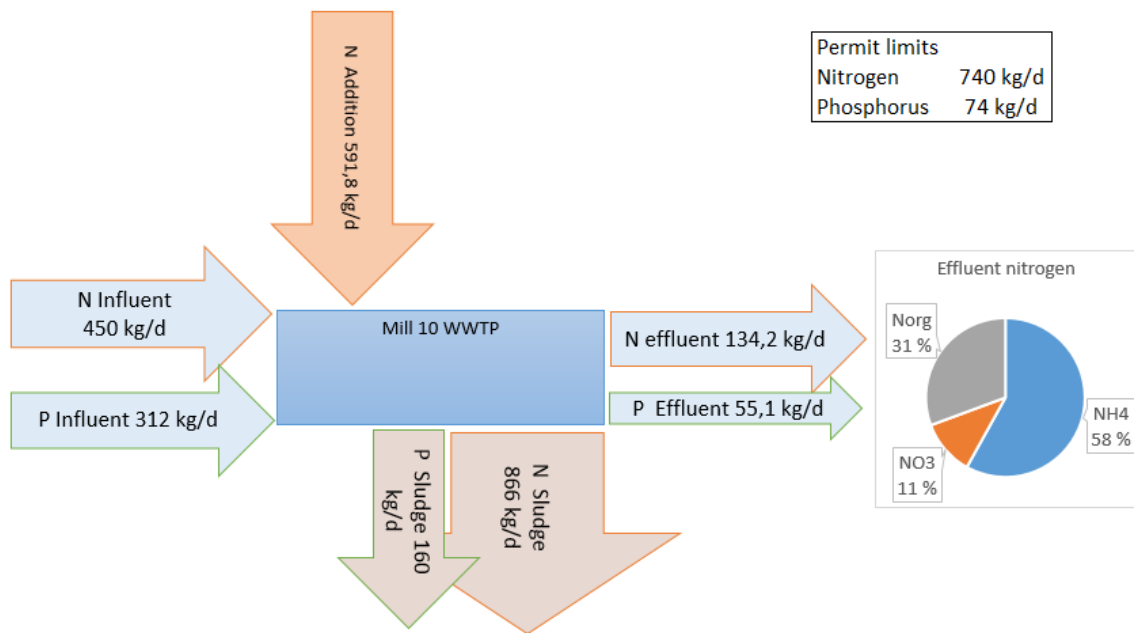 N Addition 591,8 kg/d
Permit limits
Nitrogen 740 kg/d
Phosphorus 74 kg/d
N Influent
450 kg/d
P Influent 312 kg/d
Mill 10 WWTP
N effluent 134,2 kg/d
P Effluent 55,1 kg/d
P Sludge 160
kg/d
N Sludge
866 kg/d
Effluent nitrogen
Norg
31 %
NH4
58 %
NO3
11 %